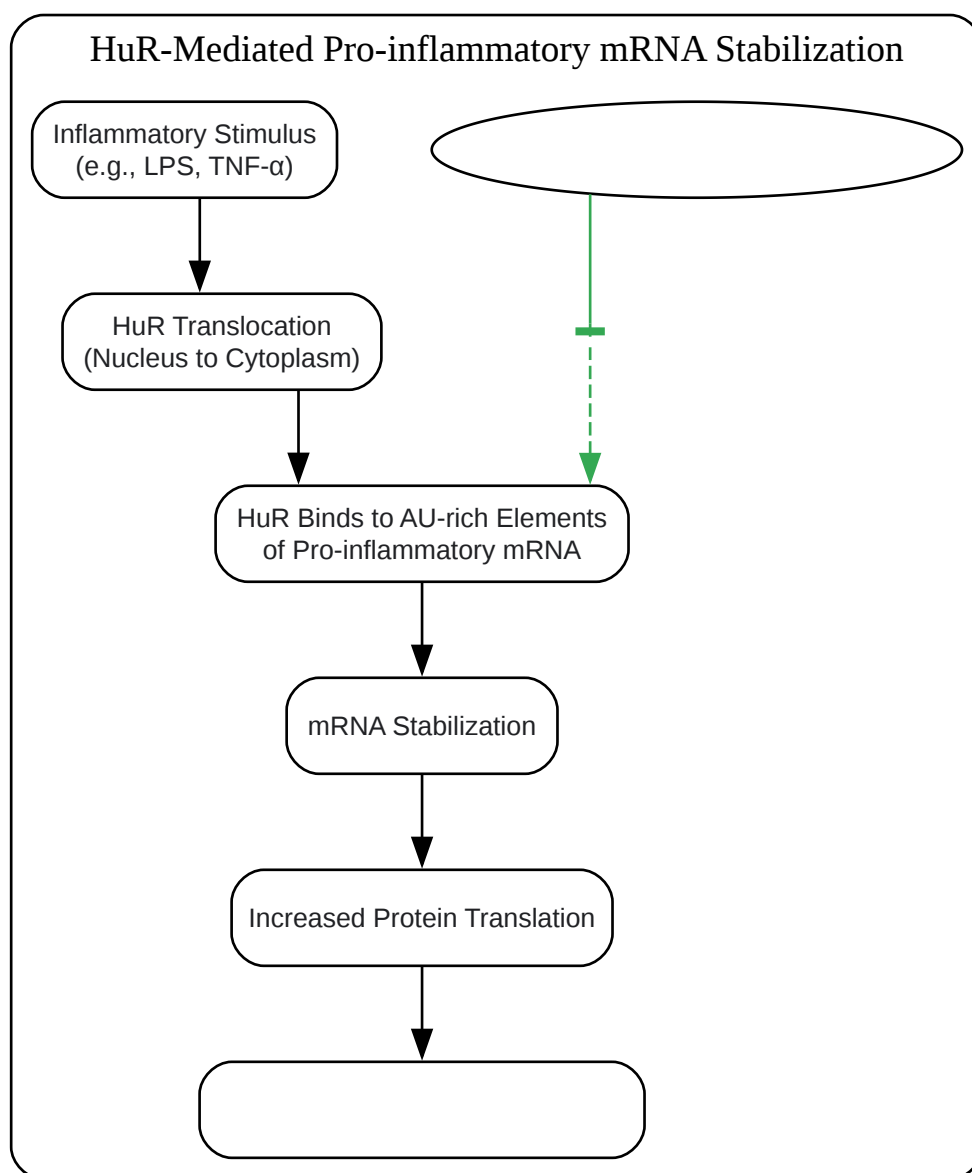 HuR-Mediated Pro-inflammatory mRNA Stabilization
Inflammatory Stimulus
(e.g., LPS, TNF-α)
HuR Translocation
(Nucleus to Cytoplasm)
HuR Binds to AU-rich Elements
of Pro-inflammatory mRNA
mRNA Stabilization
Increased Protein Translation